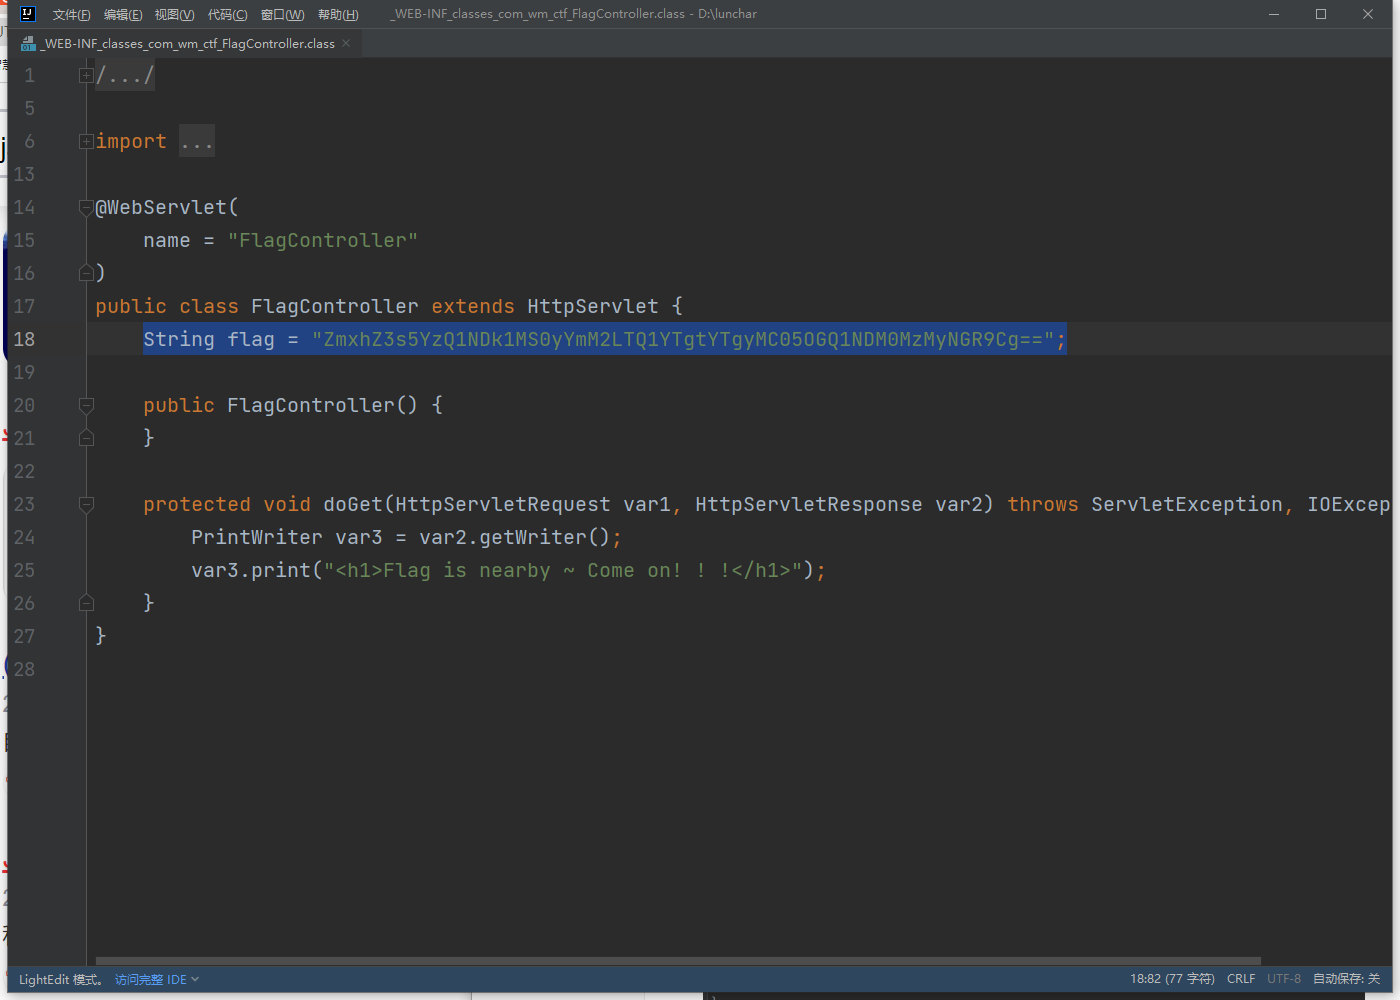 文件(F) 编辑(E) 视图(V) 代码(C) 窗口(W) 帮助(H) _WEB-INF_classes_com_wm_ctf_FlagController.class - D:\lunchar
_WEB-INF_classes_com_wm_ctf_FlagController.class
1 /.../
5
6 import ...
13
14 @WebServlet(
15 name = "FlagController"
16 )
17 public class FlagController extends HttpServlet {
18 String flag = "ZmxhZ3s5YzQ1NDk1MS0yYmM2LTQ1YTgtYTgyMC05OGQ1NDM0MzMyNGR9Cg==";
19
20 public FlagController() {
21 }
22
23 protected void doGet(HttpServletRequest var1, HttpServletResponse var2) throws ServletException, IOExcep
24 PrintWriter var3 = var2.getWriter();
25 var3.print("<h1>Flag is nearby ~ Come on! ! !</h1>");
26 }
27 }
28
LightEdit 模式。 访问完整 IDE 18:82 (77 字符) CRLF UTF-8 自动保存: 关